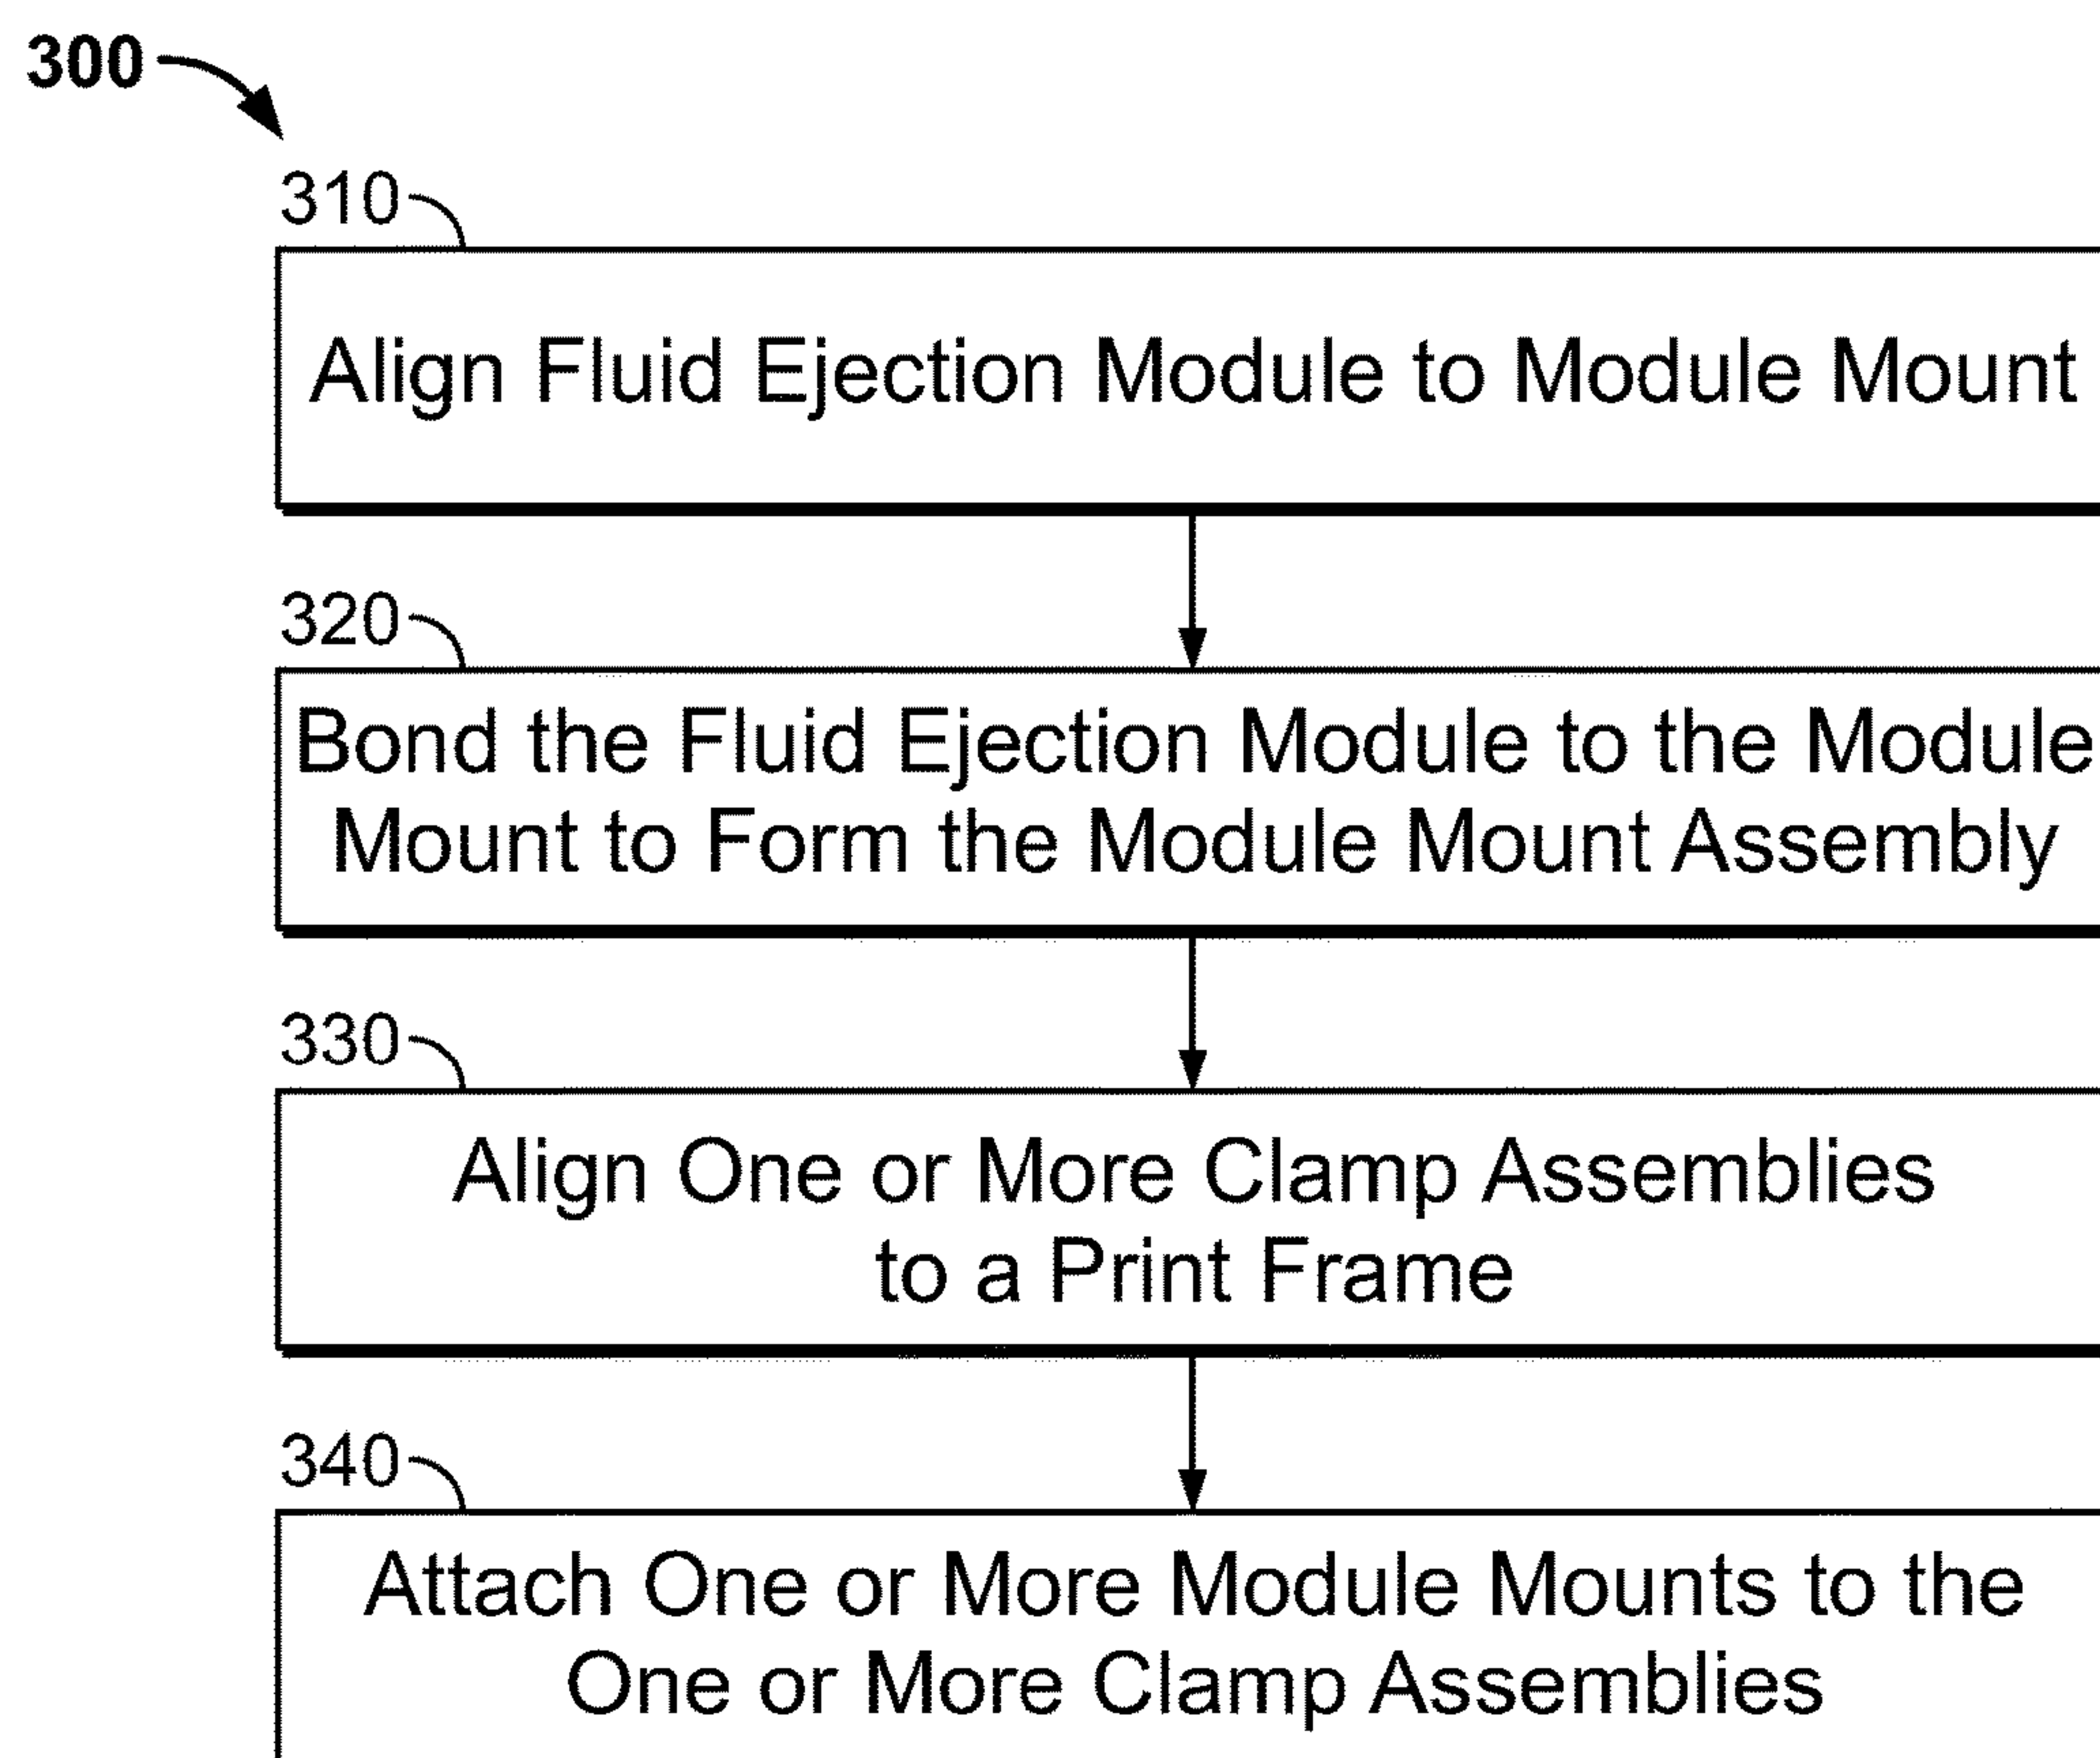 300
310
Align Fluid Ejection Module to Module Mount
320
Bond the Fluid Ejection Module to the Module
Mount to Form the Module Mount Assembly
330
Align One or More Clamp Assemblies
to a Print Frame
340
Attach One or More Module Mounts to the
One or More Clamp Assemblies